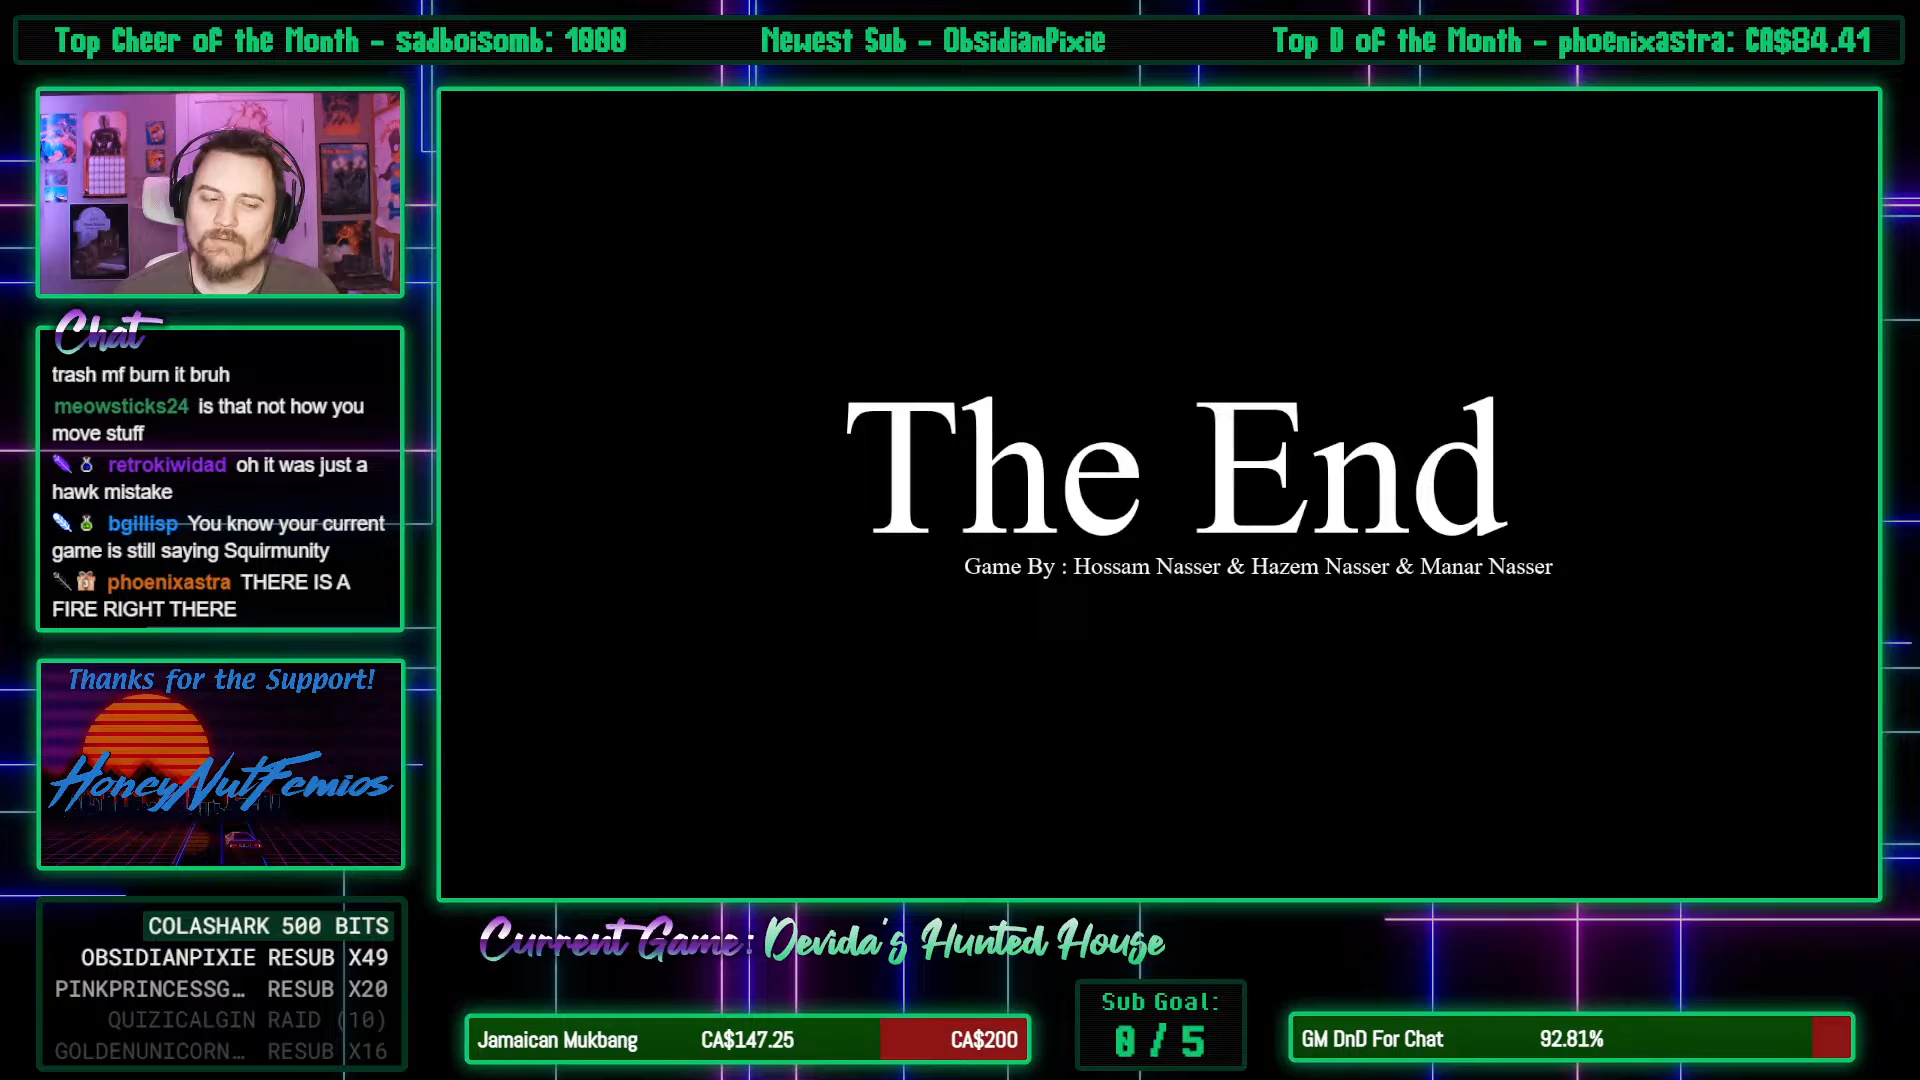 Top Cheer of the Month - sadboisomb: 1000
Newest Sub - ObsidianPixie
Top D of the Month - phoenixastra: CA$84.41
Chat
trash mf burn it bruh
meowsticks24 is that not how you
move stuff
retrokiwidad oh it was just a
hawk mistake
bgillisp You know your current
game is still saying Squirmunity
phoenixastra THERE IS A
FIRE RIGHT THERE
The End
Game By : Hossam Nasser & Hazem Nasser & Manar Nasser
Thanks for the Support!
HoneyNutFemios
COLASHARK 500 BITS
OBSIDIANPIXIE RESUB X49
PINKPRINCESSG… RESUB X20
QUIZICALGIN RAID (10)
GOLDENUNICORN… RESUB X16
Current Game: Devida's Hunted House
Jamaican Mukbang CA$147.25 CA$200
Sub Goal:
0 / 5
GM DnD For Chat 92.81%